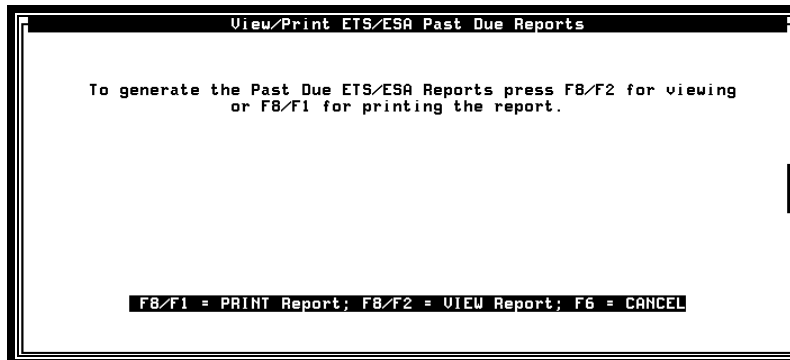 View/Print ETS/ESA Past Due Reports
To generate the Past Due ETS/ESA Reports press F8/F2 for viewing
or F8/F1 for printing the report.
F8/F1 = PRINT Report; F8/F2 = VIEW Report; F6 = CANCEL